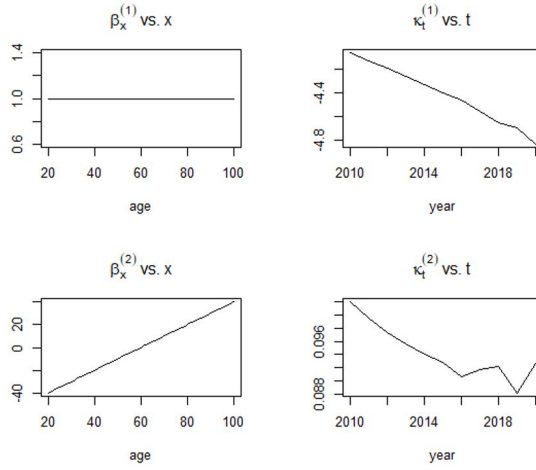 β_x^(1) vs. x
κ_t^(1) vs. t
1.4
1.0
0.6
20 40 60 80 100
age
-4.4
-4.8
2010 2014 2018
year
β_x^(2) vs. x
κ_t^(2) vs. t
20
0
-40
20 40 60 80 100
age
0.096
0.088
2010 2014 2018
year